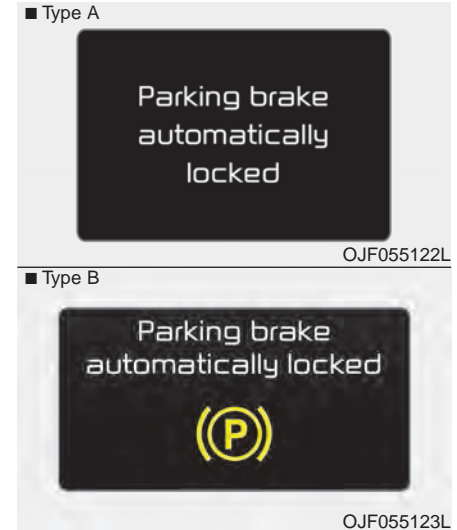 ■ Type A
Parking brake
automatically
locked
OJF055122L
■ Type B
Parking brake
automatically locked
(P)
OJF055123L